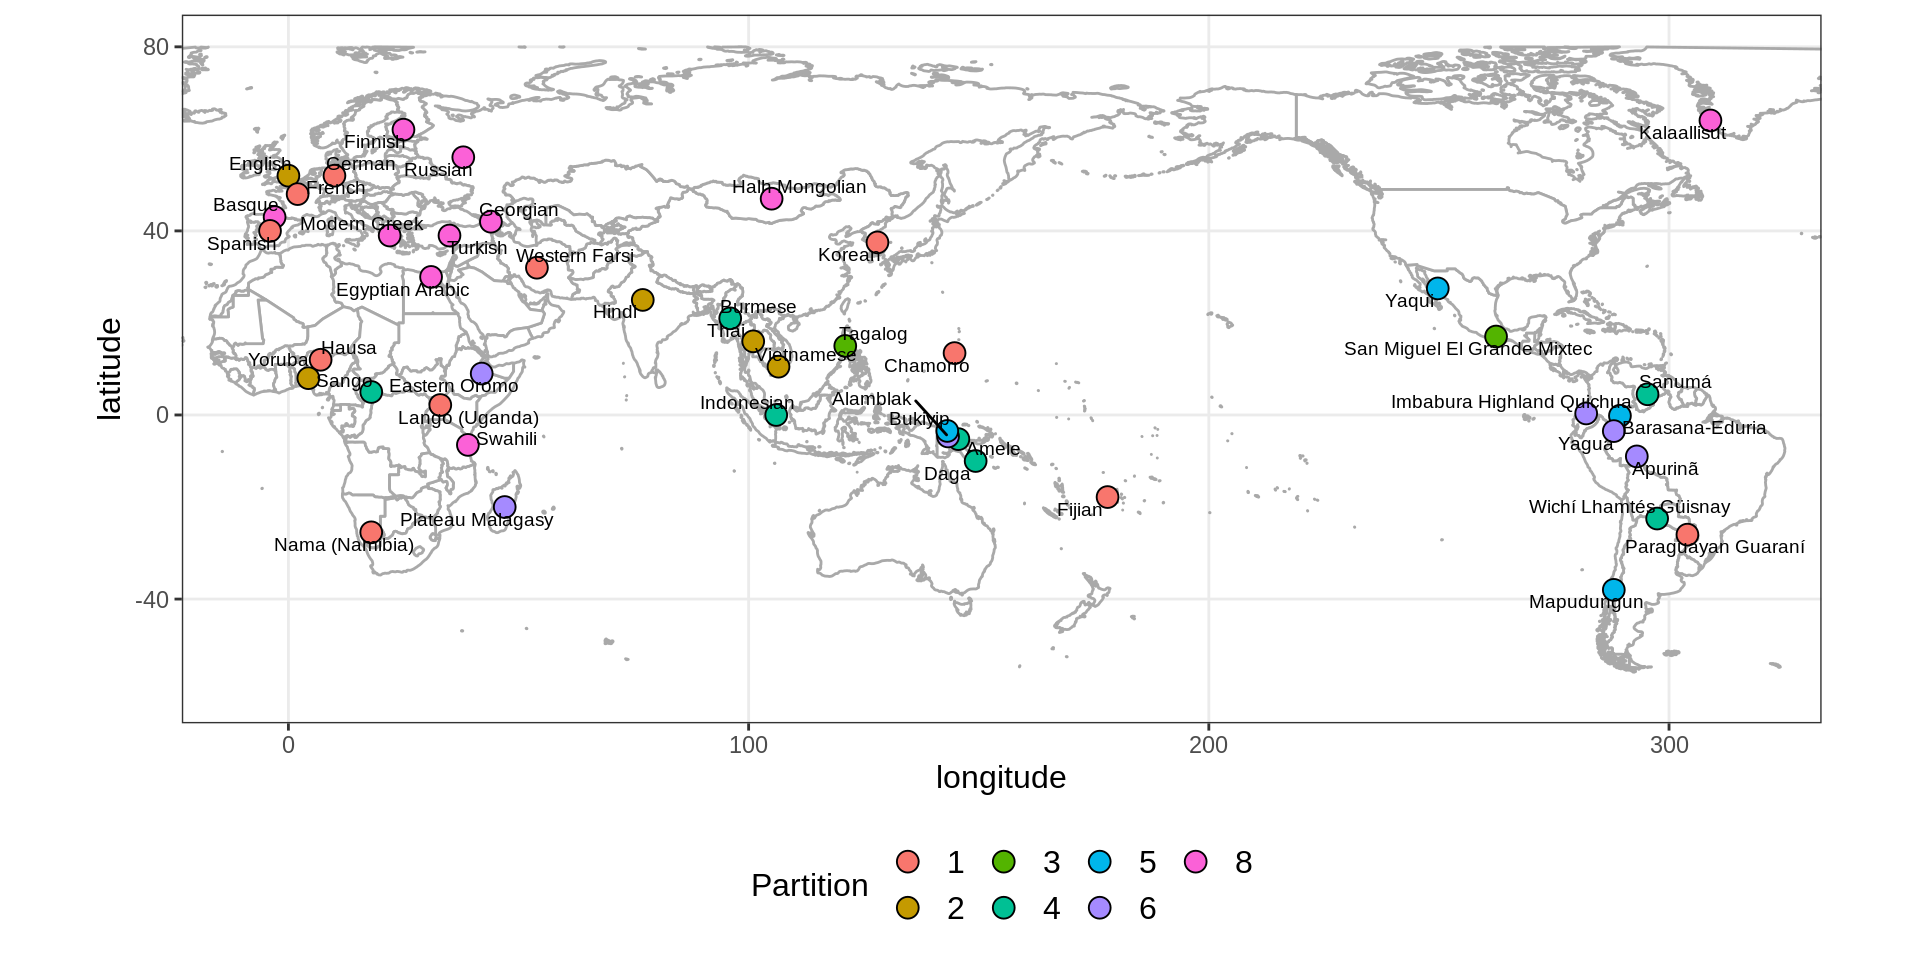 80
Kalaallisut
Finnish
English
German
Russian
French
Halh Mongolian
Basque
Georgian
40
Modern Greek
Spanish
Turkish
Western Farsi
Korean
Egyptian Arabic
Yaqui
Burmese
Hindi
Thai
Tagalog
Hausa
San Miguel El Grande Mixtec
Vietnamese
Yoruba
Chamorro
Sango
Eastern Oromo
Sanumá
Alamblak
Indonesian
Imbabura Highland Quichua
0
Lango (Uganda)
Bukiyip
Barasana-Eduria
Swahili
Yagua
Amele
Apurinã
Daga
Wichí Lhamtés Güisnay
Fijian
Plateau Malagasy
Nama (Namibia)
Paraguayan Guaraní
-40
Mapudungun
latitude
0 100 200 300
longitude
Partition
1 3 5 8
2 4 6